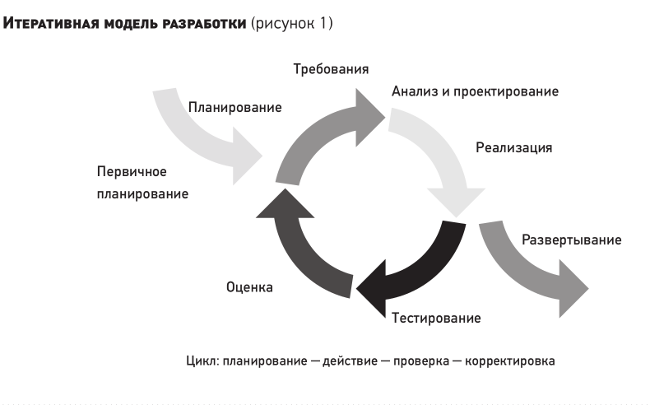 Итеративная модель разработки (рисунок 1)
Требования
Анализ и проектирование
Планирование
Реализация
Первичное
планирование
Развертывание
Оценка
Тестирование
Цикл: планирование — действие — проверка — корректировка